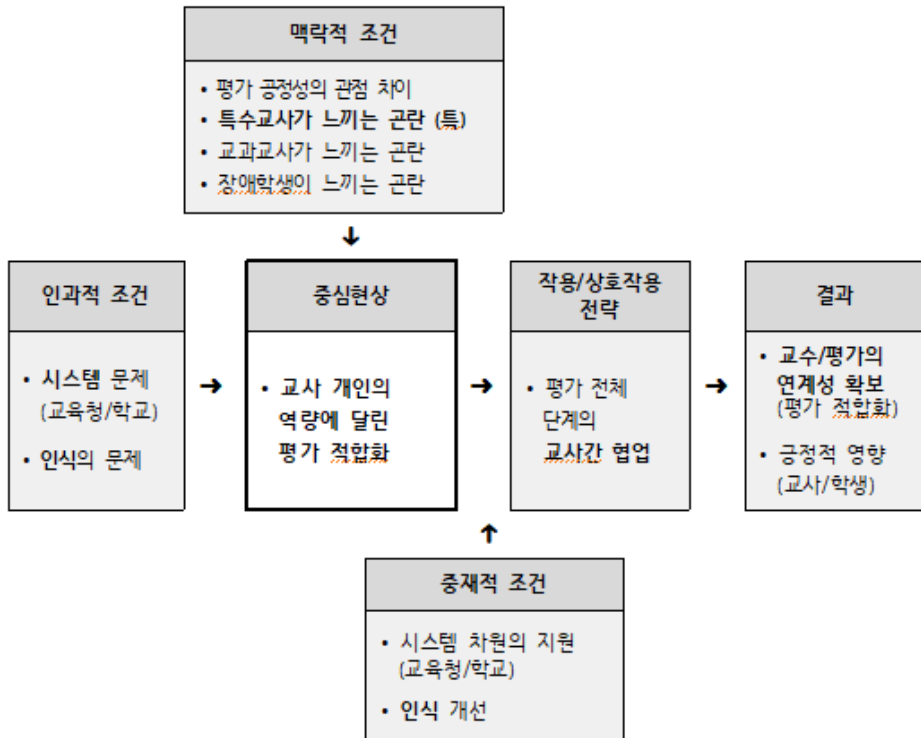 맥락적 조건
• 평가 공정성의 관점 차이
• 특수교사가 느끼는 곤란 (특)
• 교과교사가 느끼는 곤란
• 장애학생이 느끼는 곤란
↓
인과적 조건
• 시스템 문제
(교육청/학교)
• 인식의 문제
→
중심현상
• 교사 개인의
역량에 달린
평가 적합화
→
작용/상호작용
전략
• 평가 전체
단계의
교사간 협업
→
결과
• 교수/평가의
연계성 확보
(평가 적합화)
• 긍정적 영향
(교사/학생)
↑
중재적 조건
• 시스템 차원의 지원
(교육청/학교)
• 인식 개선